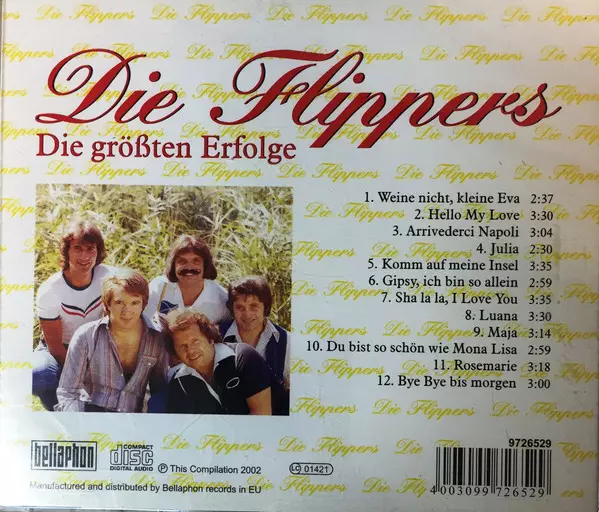 Die Flippers
Die größten Erfolge
1. Weine nicht, kleine Eva 2:37
2. Hello My Love 3:30
3. Arrivederci Napoli 3:04
4. Julia 2:30
5. Komm auf meine Insel 3:35
6. Gipsy, ich bin so allein 2:59
7. Sha la la, I Love You 3:35
8. Luana 3:30
9. Maja 3:14
10. Du bist so schön wie Mona Lisa 2:59
11. Rosemarie 3:18
12. Bye Bye bis morgen 3:00
bellaphon
COMPACT
disc
DIGITAL AUDIO
Ⓟ This Compilation 2002
LC 01421
Manufactured and distributed by Bellaphon records in EU
9726529
4 003099 726529